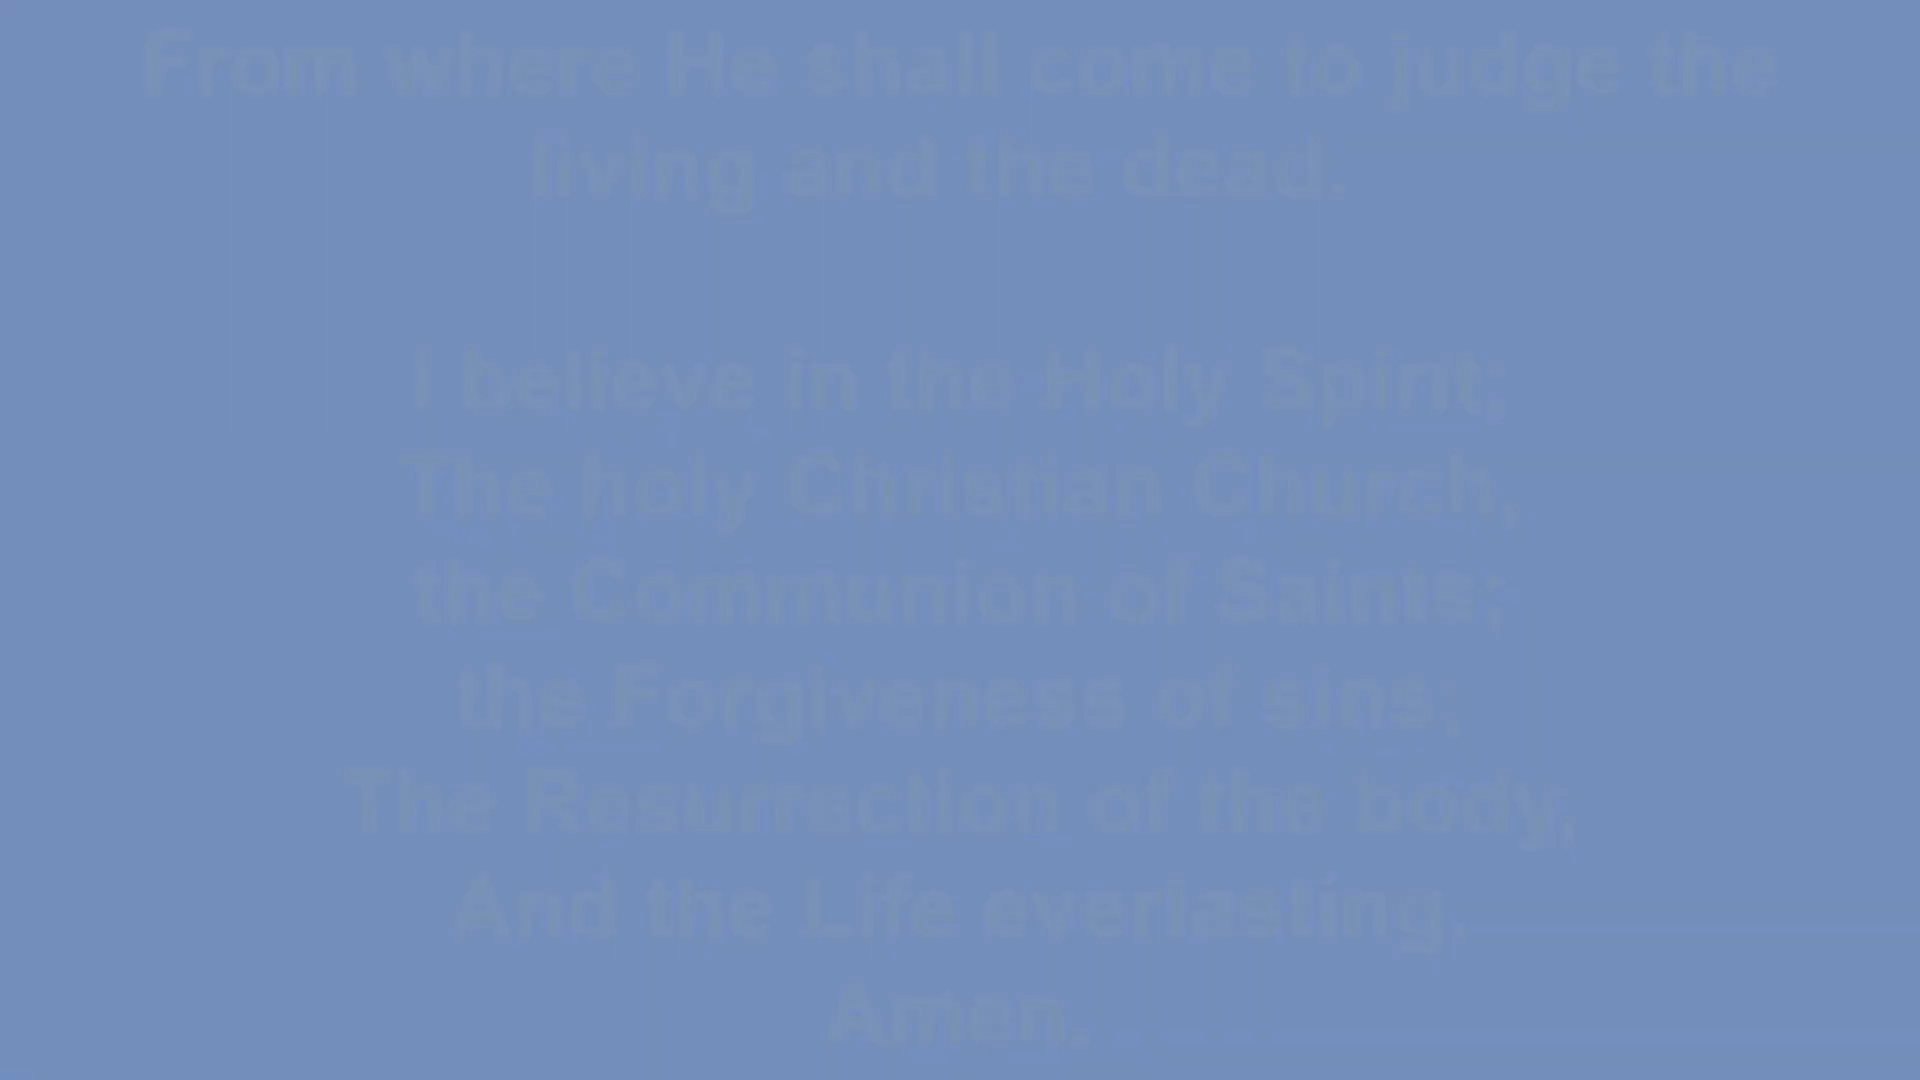 From where He shall come to judge the
living and the dead.
I believe in the Holy Spirit;
The holy Christian Church,
the Communion of Saints;
the Forgiveness of sins;
The Resurrection of the body,
And the Life everlasting,
Amen.